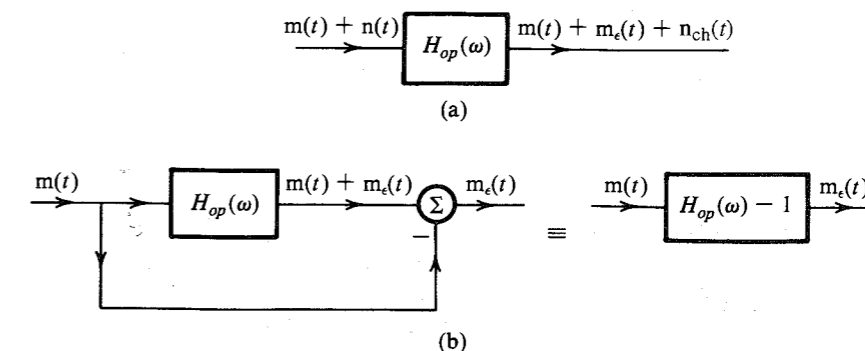 m(t) + n(t) H_op(ω) m(t) + m_ϵ(t) + n_ch(t)
(a)
m(t) H_op(ω) m(t) + m_ϵ(t) Σ m_ϵ(t) m(t) H_op(ω) − 1 m_ϵ(t)
− ≡
(b)